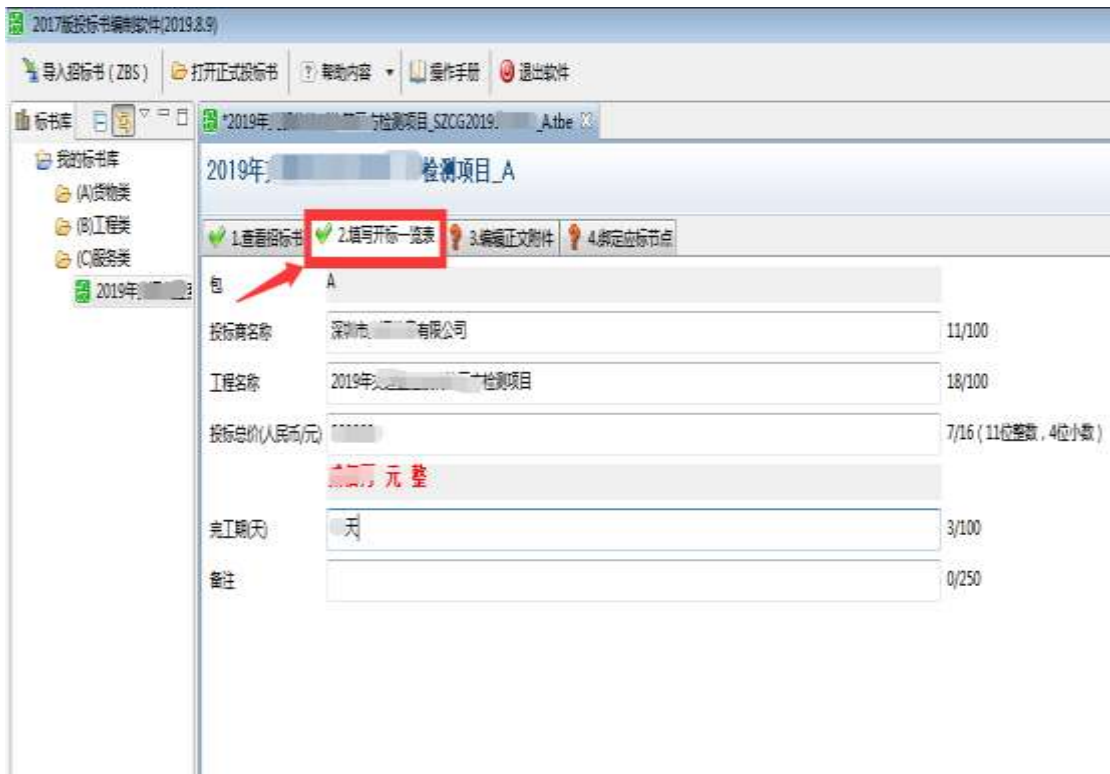 2017版投标书编制软件(2019.8.9)
导入招标书(ZBS) 打开正式投标书 帮助内容 操作手册 退出软件
标书库 *2019年 方检测项目_SZCG2019. _A.tbe
我的标书库
(A)货物类
(B)工程类
(C)服务类
2019年
2019年 检测项目_A
1.查看招标书 2.填写开标一览表 3.编辑正文附件 4.绑定应标节点
包 A
投标商名称 深圳市 有限公司 11/100
工程名称 2019年 方检测项目 18/100
投标总价(人民币/元) 7/16(11位整数,4位小数)
元 整
完工期(天) 天 3/100
备注 0/250